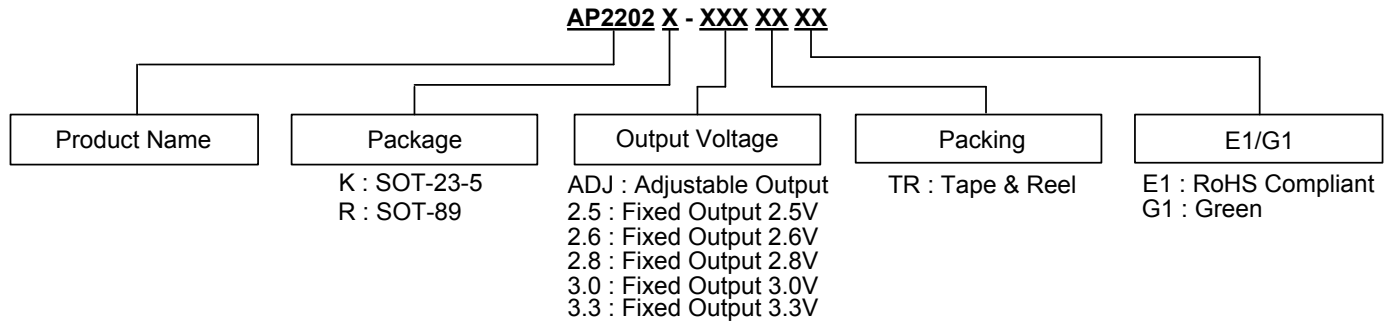 AP2202 X - XXX XX XX
Product Name
Package
Output Voltage
Packing
E1/G1
K : SOT-23-5
R : SOT-89
ADJ : Adjustable Output
2.5 : Fixed Output 2.5V
2.6 : Fixed Output 2.6V
2.8 : Fixed Output 2.8V
3.0 : Fixed Output 3.0V
3.3 : Fixed Output 3.3V
TR : Tape & Reel
E1 : RoHS Compliant
G1 : Green